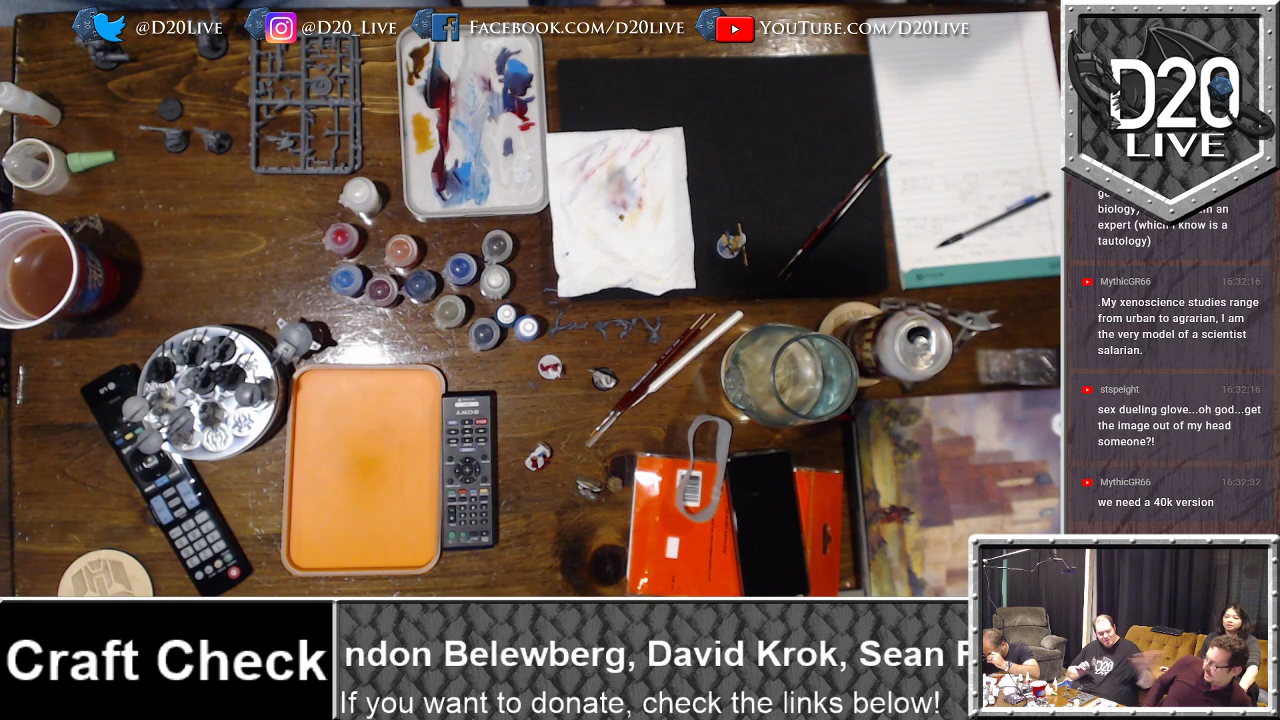 @D20Live
@D20_Live
Facebook.com/d20live
YouTube.com/D20Live
D20
LIVE
biology)
an
expert (which I know is a
tautology)
MythicGR66 16:32:16
.My xenoscience studies range
from urban to agrarian, I am
the very model of a scientist
salarian.
stspeight 16:32:16
sex dueling glove...oh god...get
the image out of my head
someone?!
MythicGR66 16:32:32
we need a 40k version
SONY
LG
D20
Craft Check
ndon Belewberg, David Krok, Sean
If you want to donate, check the links below!